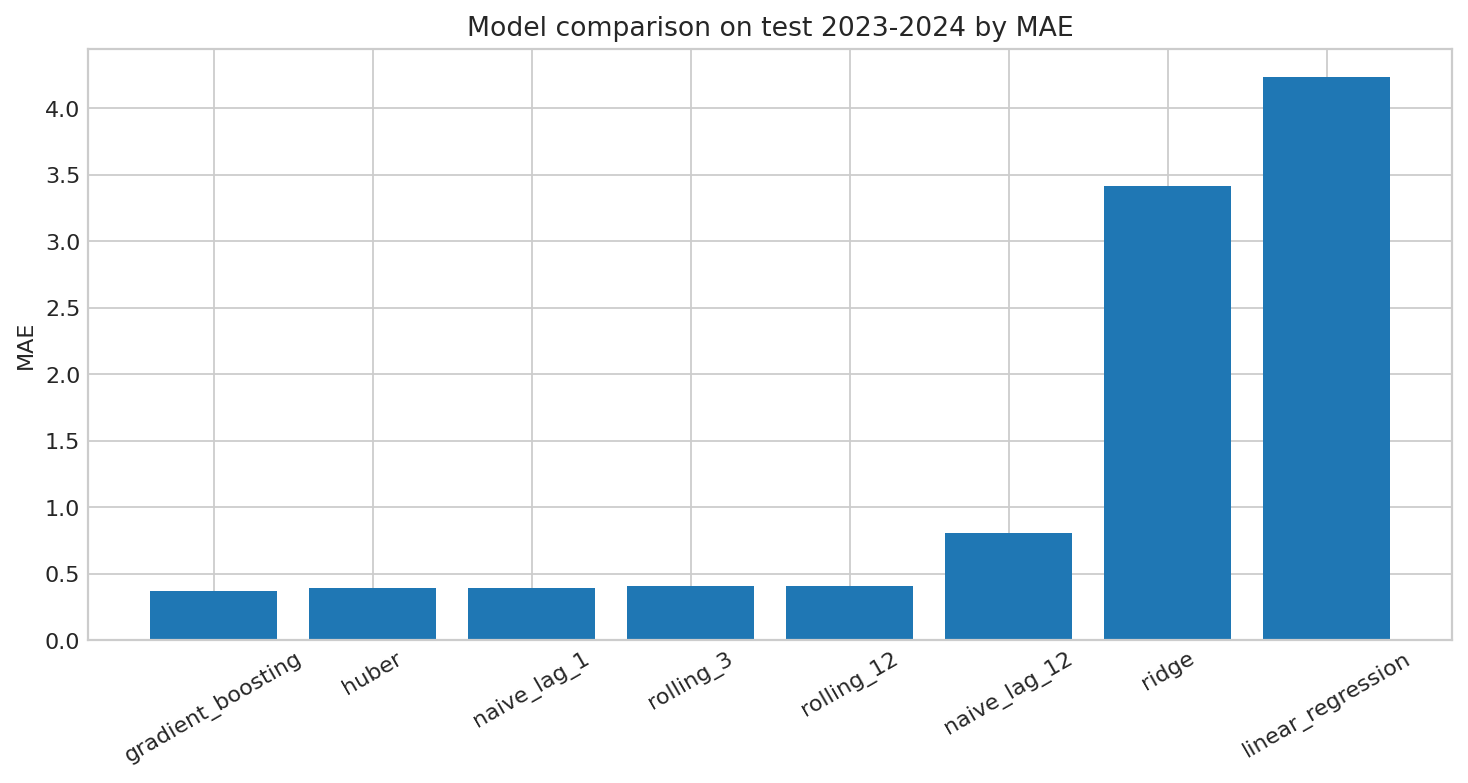 Model comparison on test 2023-2024 by MAE
MAE
4.0
3.5
3.0
2.5
2.0
1.5
1.0
0.5
0.0
gradient_boosting
huber
naive_lag_1
rolling_3
rolling_12
naive_lag_12
ridge
linear_regression